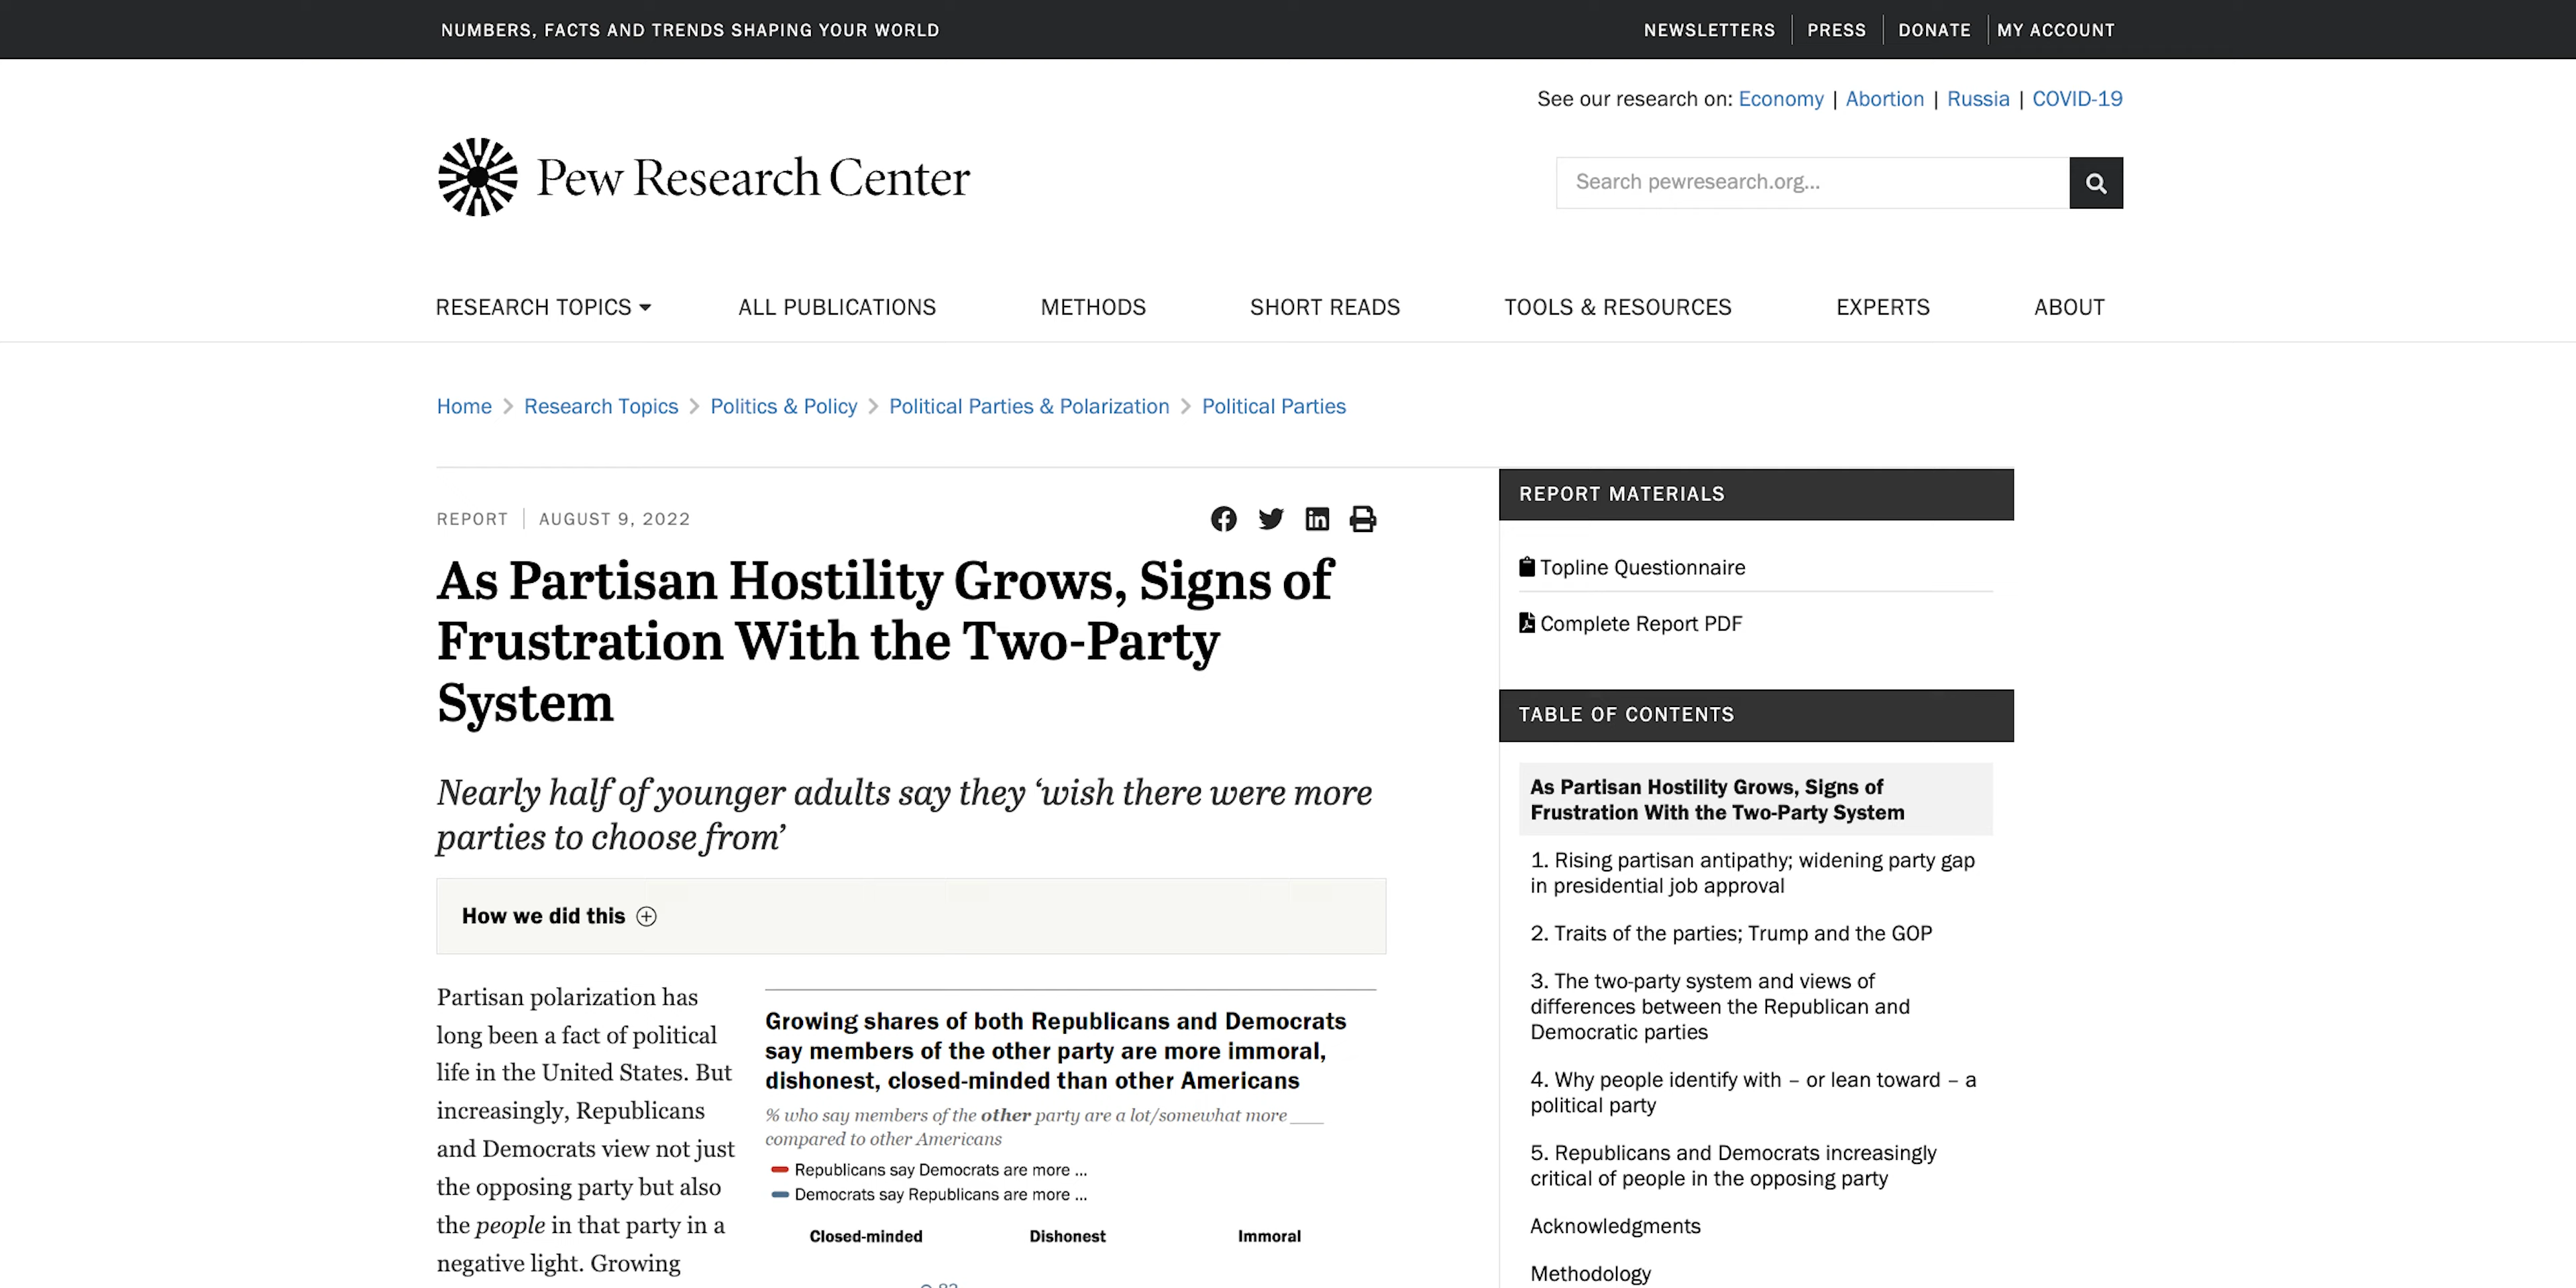 NUMBERS, FACTS AND TRENDS SHAPING YOUR WORLD
NEWSLETTERS
PRESS
DONATE
MY ACCOUNT
See our research on: Economy | Abortion | Russia | COVID-19
Pew Research Center
Search pewresearch.org...
RESEARCH TOPICS
ALL PUBLICATIONS
METHODS
SHORT READS
TOOLS & RESOURCES
EXPERTS
ABOUT
Home
Research Topics
Politics & Policy
Political Parties & Polarization
Political Parties
REPORT
AUGUST 9, 2022
As Partisan Hostility Grows, Signs of
Frustration With the Two-Party
System
Nearly half of younger adults say they ‘wish there were more
parties to choose from’
How we did this
Partisan polarization has
long been a fact of political
life in the United States. But
increasingly, Republicans
and Democrats view not just
the opposing party but also
the people in that party in a
negative light. Growing
Growing shares of both Republicans and Democrats
say members of the other party are more immoral,
dishonest, closed-minded than other Americans
% who say members of the other party are a lot/somewhat more ___
compared to other Americans
Republicans say Democrats are more ...
Democrats say Republicans are more ...
Closed-minded
Dishonest
Immoral
REPORT MATERIALS
Topline Questionnaire
Complete Report PDF
TABLE OF CONTENTS
As Partisan Hostility Grows, Signs of
Frustration With the Two-Party System
1. Rising partisan antipathy; widening party gap
in presidential job approval
2. Traits of the parties; Trump and the GOP
3. The two-party system and views of
differences between the Republican and
Democratic parties
4. Why people identify with – or lean toward – a
political party
5. Republicans and Democrats increasingly
critical of people in the opposing party
Acknowledgments
Methodology